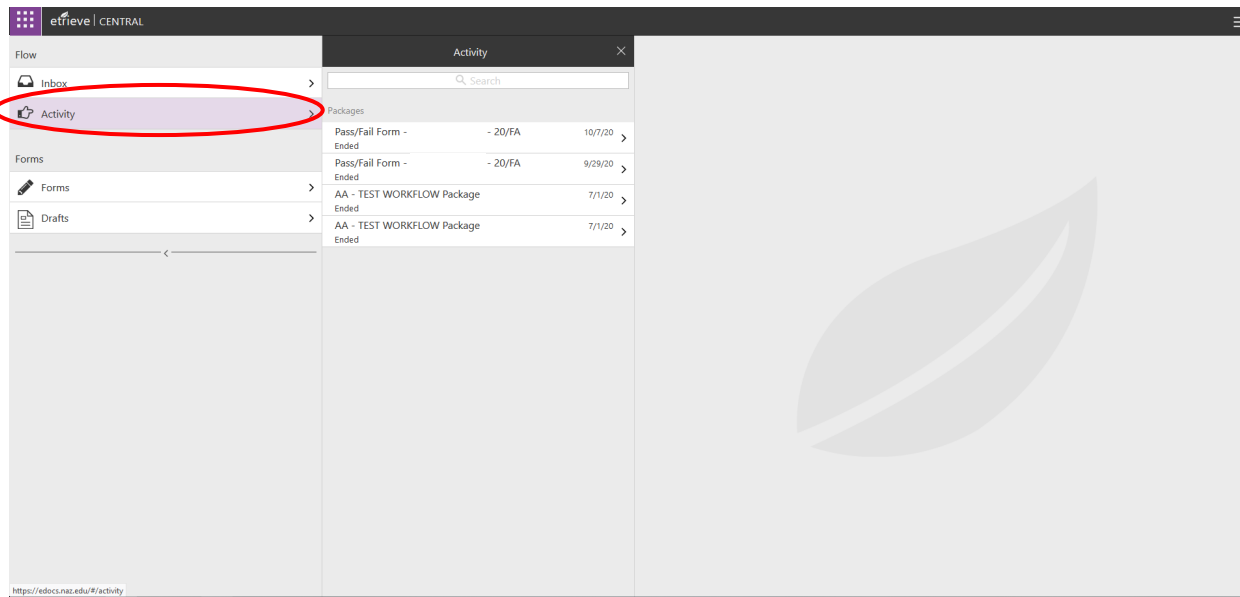 etrieve | CENTRAL
Flow
Inbox
Activity
Forms
Forms
Drafts
Activity
Search
Packages
Pass/Fail Form - - 20/FA 10/7/20
Ended
Pass/Fail Form - - 20/FA 9/29/20
Ended
AA - TEST WORKFLOW Package 7/1/20
Ended
AA - TEST WORKFLOW Package 7/1/20
Ended
https://edocs.naz.edu/#/activity